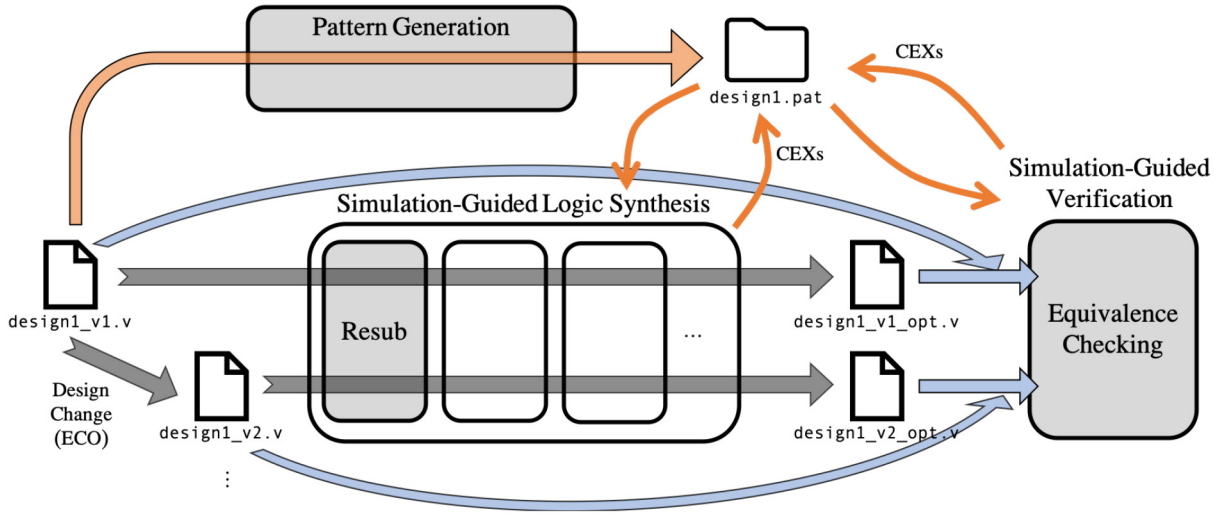 Pattern Generation
design1.pat
CEXs
CEXs
Simulation-Guided
Verification
Simulation-Guided Logic Synthesis
design1_v1.v
Resub
...
design1_v1_opt.v
Equivalence
Checking
Design
Change
(ECO)
design1_v2.v
design1_v2_opt.v
⋮